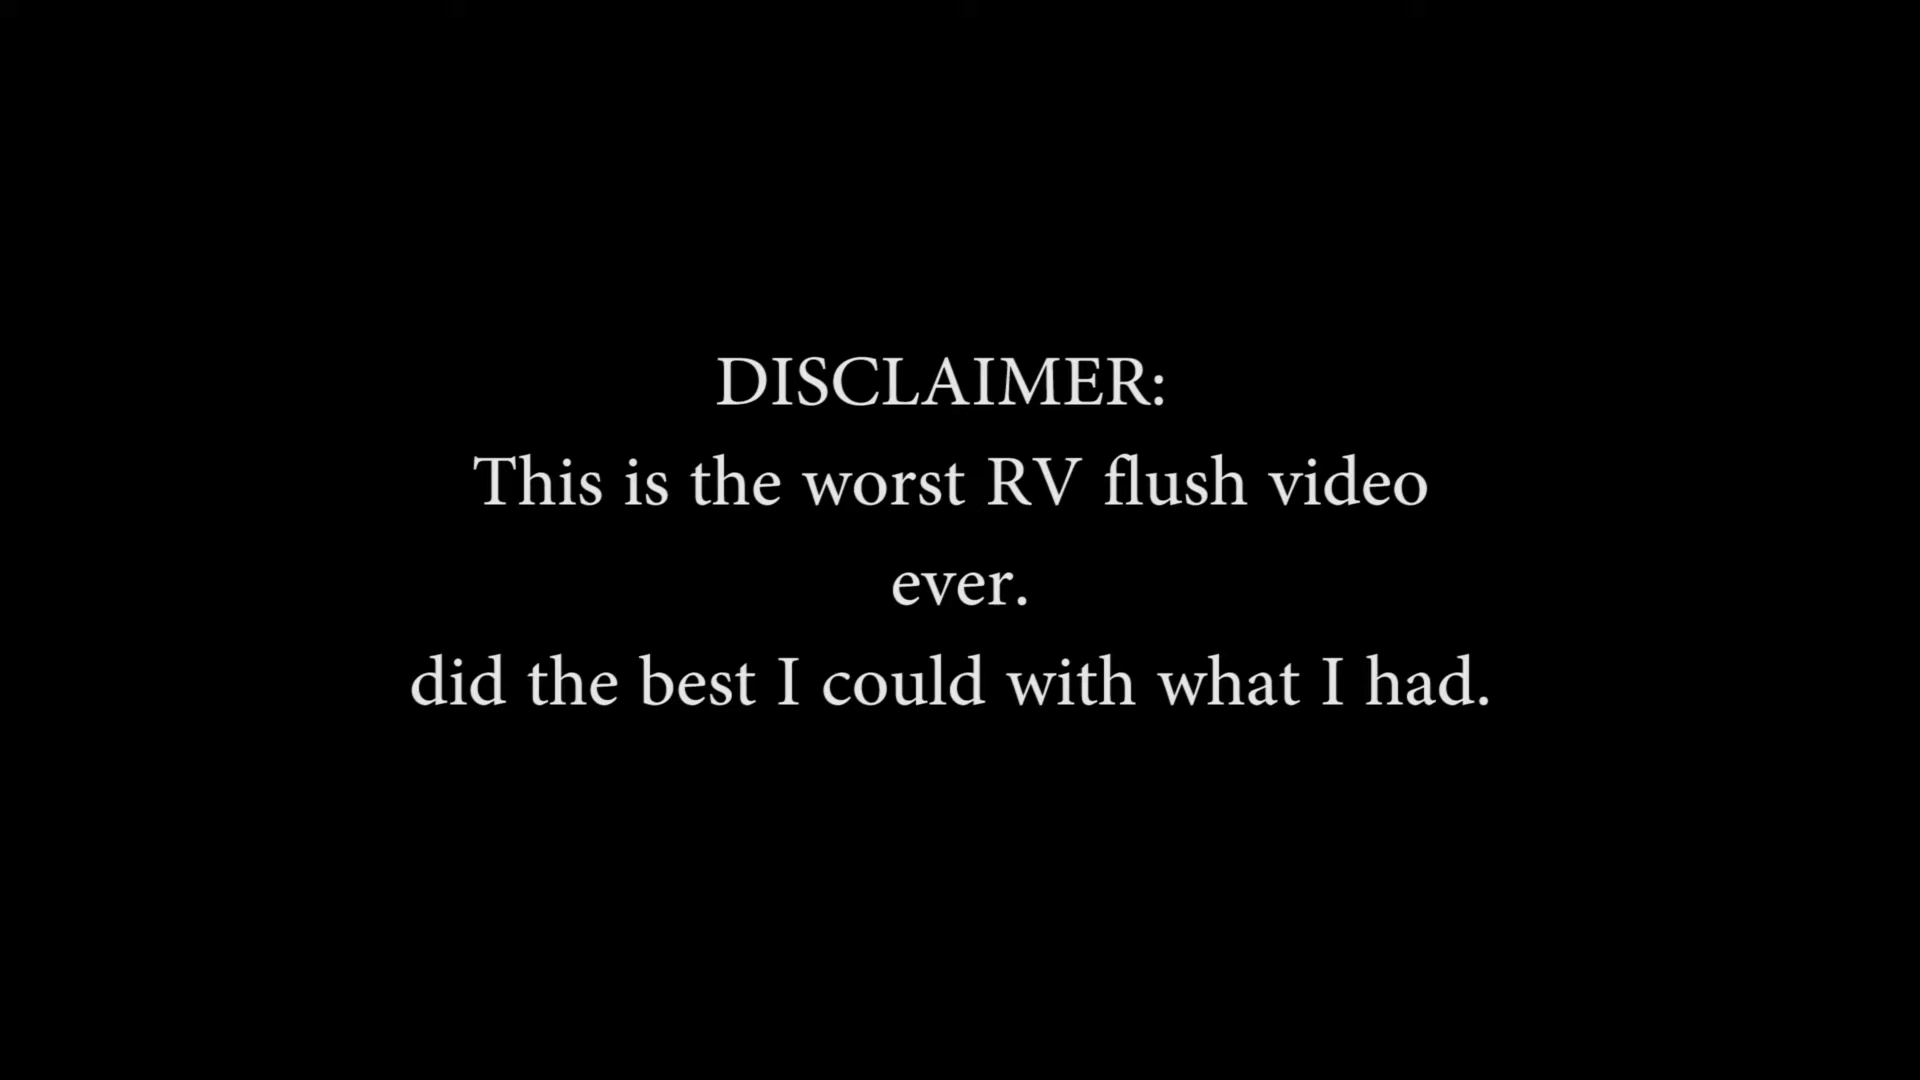 DISCLAIMER:
This is the worst RV flush video
ever.
did the best I could with what I had.